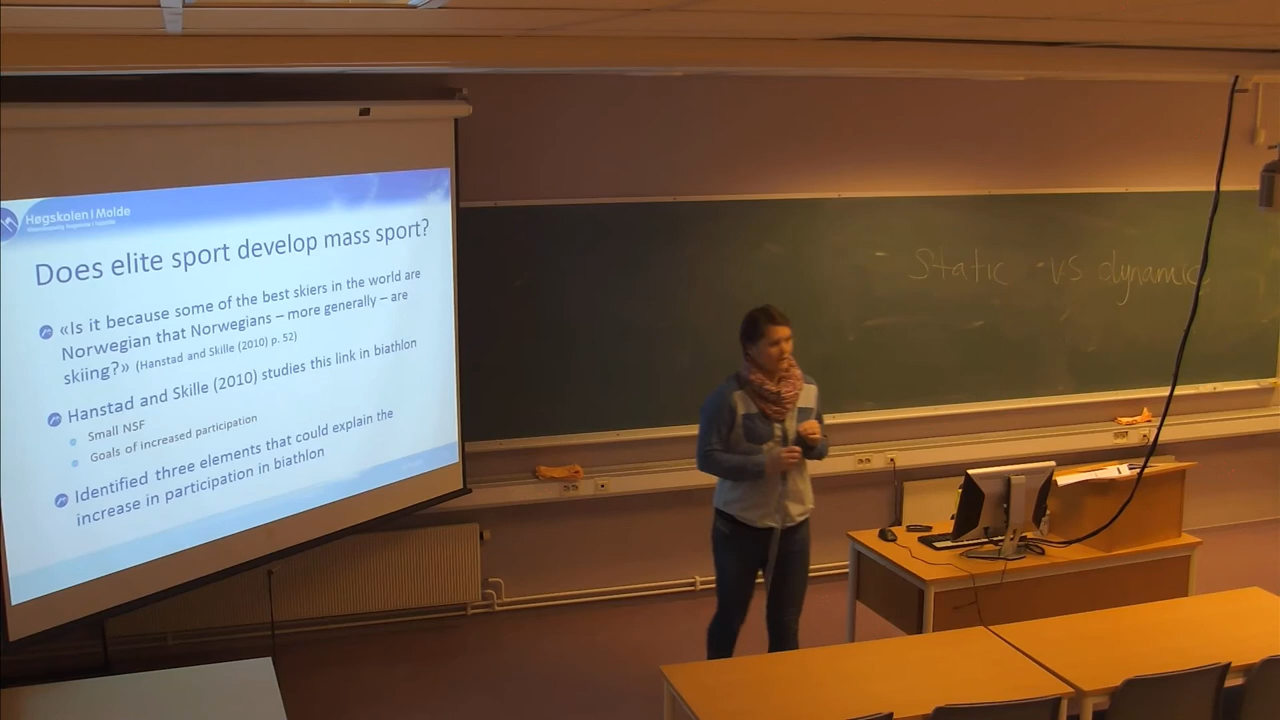 Høgskolen i Molde
Does elite sport develop mass sport?
«Is it because some of the best skiers in the world are
Norwegian that Norwegians – more generally – are
skiing?» (Hanstad and Skille (2010) p. 52)
Hanstad and Skille (2010) studies this link in biathlon
Small NSF
Goals of increased participation
Identified three elements that could explain the
increase in participation in biathlon
Static vs dynamic